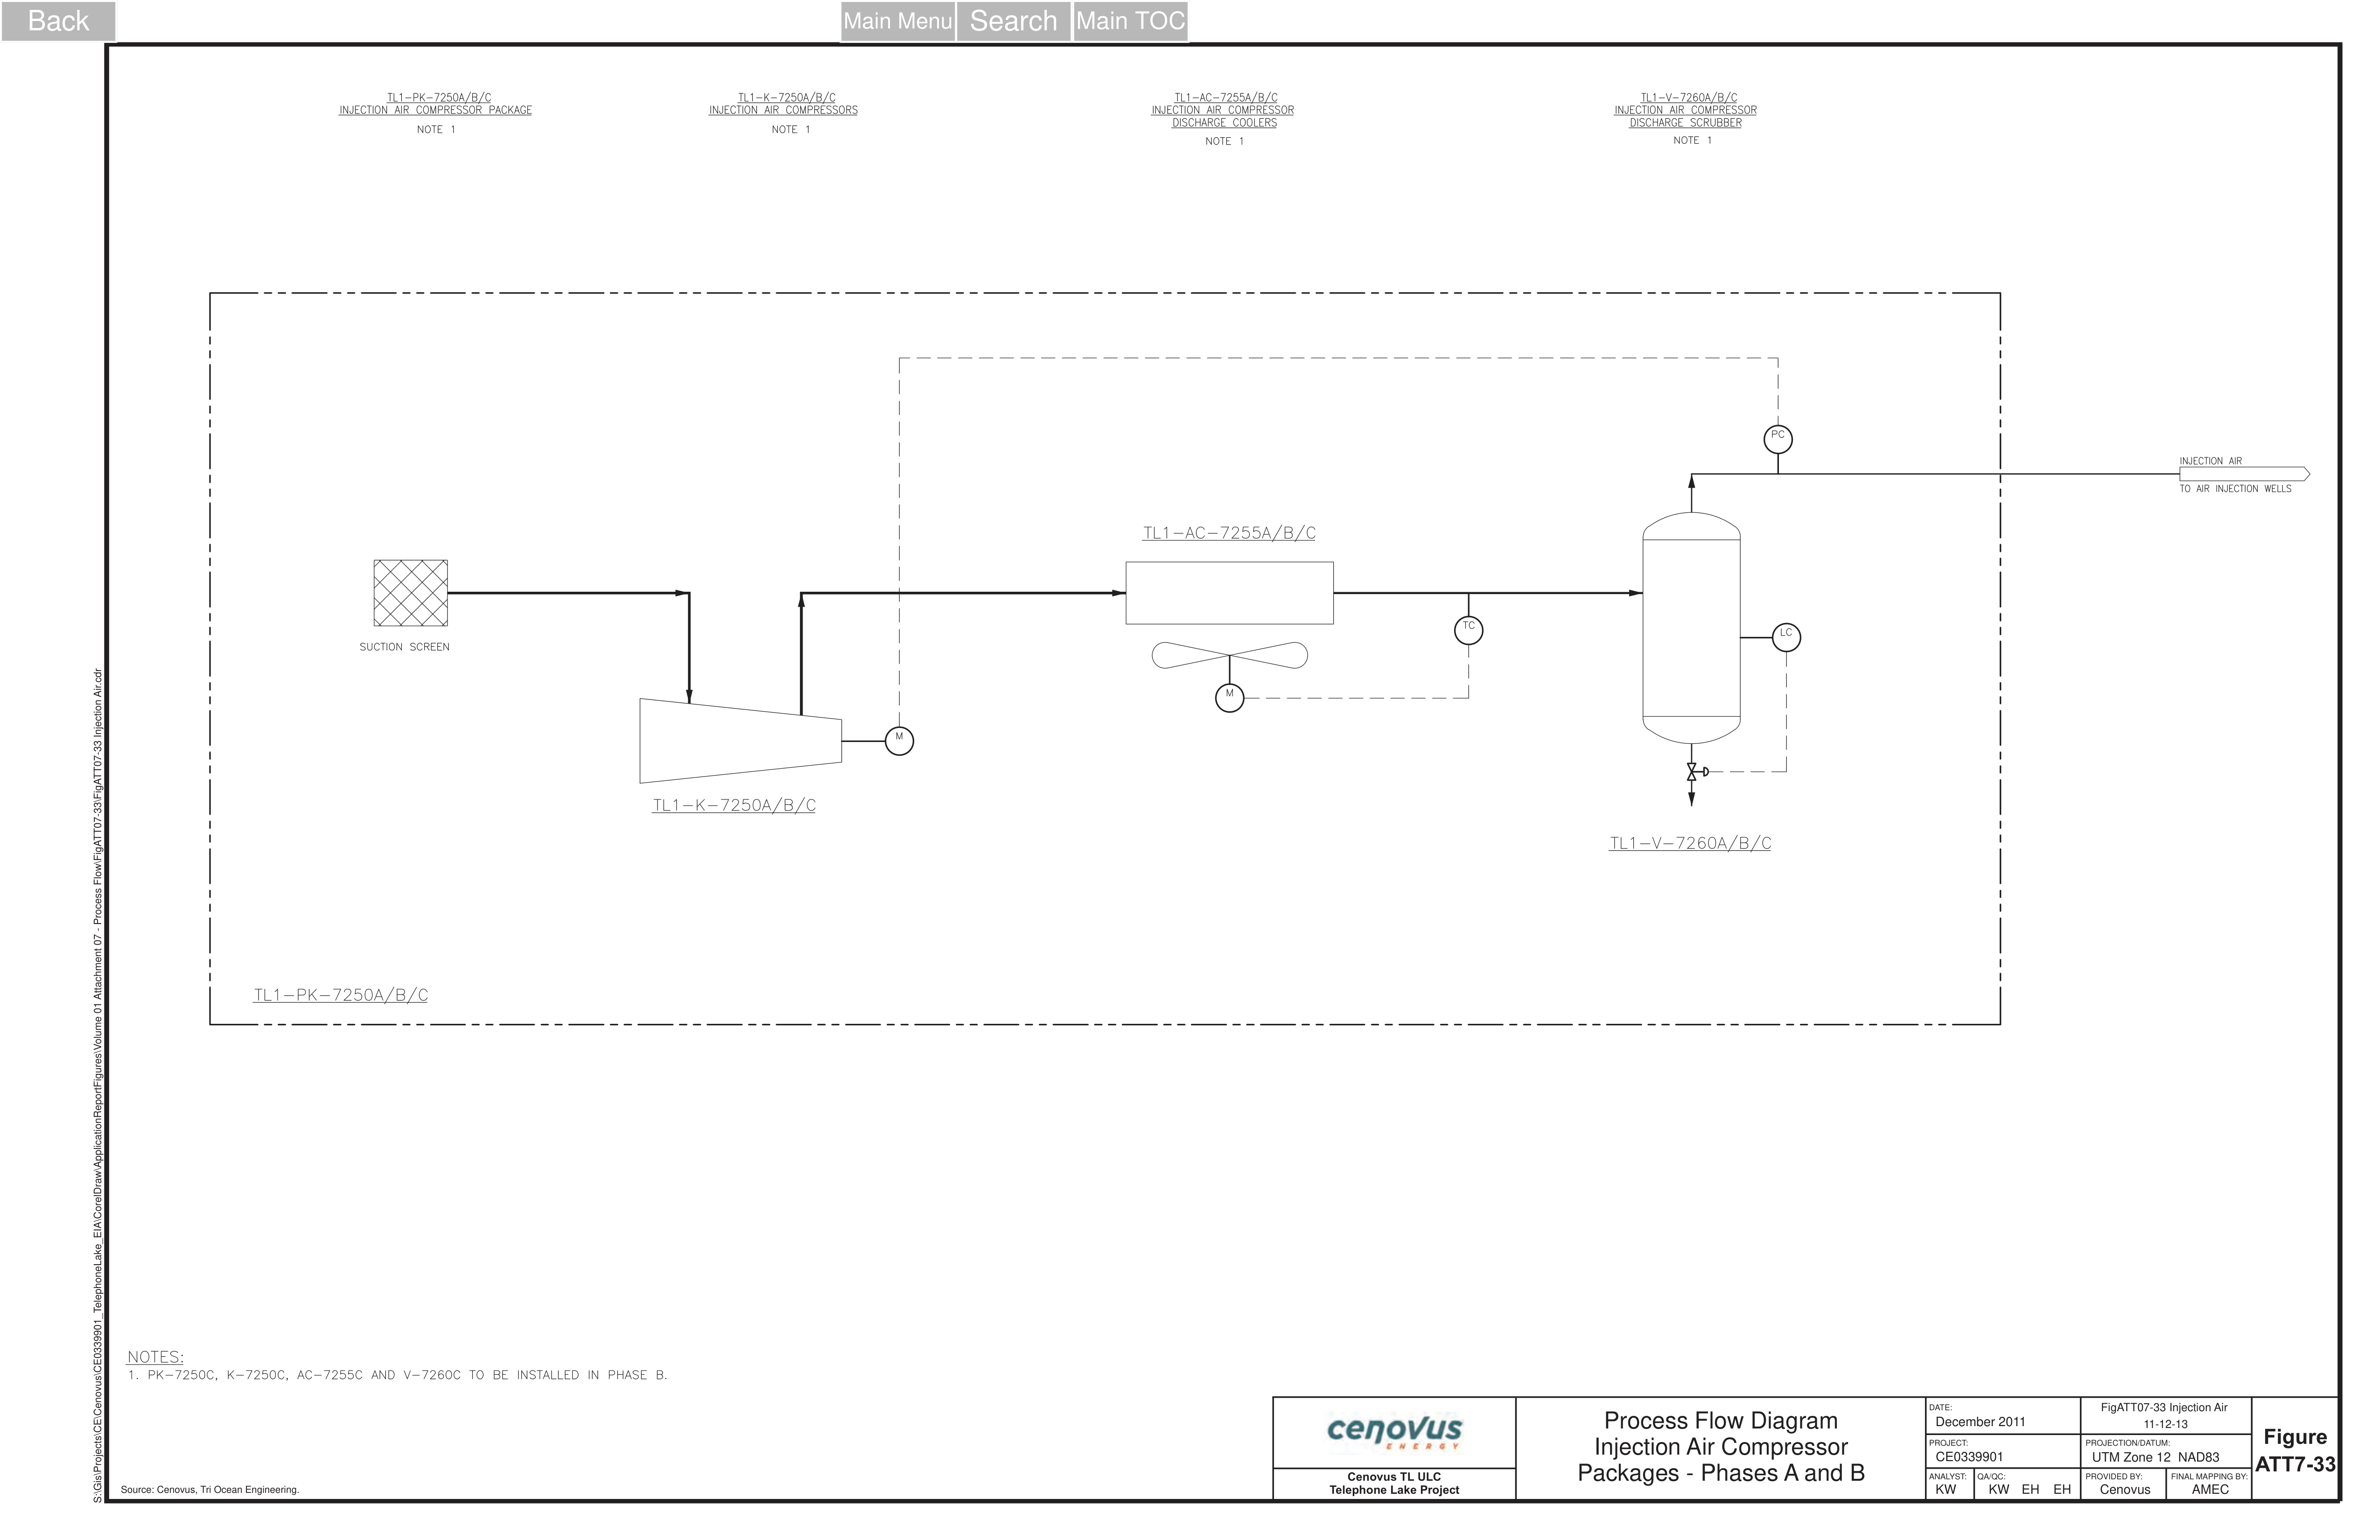 Back
Main Menu
Search
Main TOC
TL1-PK-7250A/B/C
INJECTION AIR COMPRESSOR PACKAGE
NOTE 1
TL1-K-7250A/B/C
INJECTION AIR COMPRESSORS
NOTE 1
TL1-AC-7255A/B/C
INJECTION AIR COMPRESSOR
DISCHARGE COOLERS
NOTE 1
TL1-V-7260A/B/C
INJECTION AIR COMPRESSOR
DISCHARGE SCRUBBER
NOTE 1
PC
INJECTION AIR
TO AIR INJECTION WELLS
TL1-AC-7255A/B/C
SUCTION SCREEN
TC
LC
M
M
TL1-K-7250A/B/C
TL1-V-7260A/B/C
TL1-PK-7250A/B/C
S:\Gis\Projects\CE\Cenovus\CE0339901_TelephoneLake_EIA\CorelDraw\ApplicationReportFigures\Volume 01 Attachment 07 - Process Flow\FigATT07-33\FigATT07-33 Injection Air.cdr
NOTES:
1. PK-7250C, K-7250C, AC-7255C AND V-7260C TO BE INSTALLED IN PHASE B.
Source: Cenovus, Tri Ocean Engineering.
cenovus
ENERGY
Cenovus TL ULC
Telephone Lake Project
Process Flow Diagram
Injection Air Compressor
Packages - Phases A and B
DATE:
December 2011
FigATT07-33 Injection Air
11-12-13
PROJECT:
CE0339901
PROJECTION/DATUM:
UTM Zone 12 NAD83
ANALYST:
KW
QA/QC:
KW EH EH
PROVIDED BY:
Cenovus
FINAL MAPPING BY:
AMEC
Figure
ATT7-33